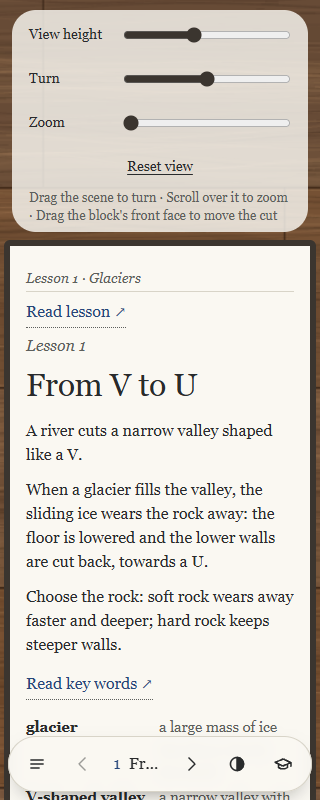 View height
Turn
Zoom
Reset view
Drag the scene to turn · Scroll over it to zoom
· Drag the block's front face to move the cut
Lesson 1 · Glaciers
Read lesson ↗
Lesson 1
From V to U
A river cuts a narrow valley shaped
like a V.
When a glacier fills the valley, the
sliding ice wears the rock away: the
floor is lowered and the lower walls
are cut back, towards a U.
Choose the rock: soft rock wears away
faster and deeper; hard rock keeps
steeper walls.
Read key words ↗
glacier a large mass of ice
1 Fr...
V-shaped valley a narrow valley with